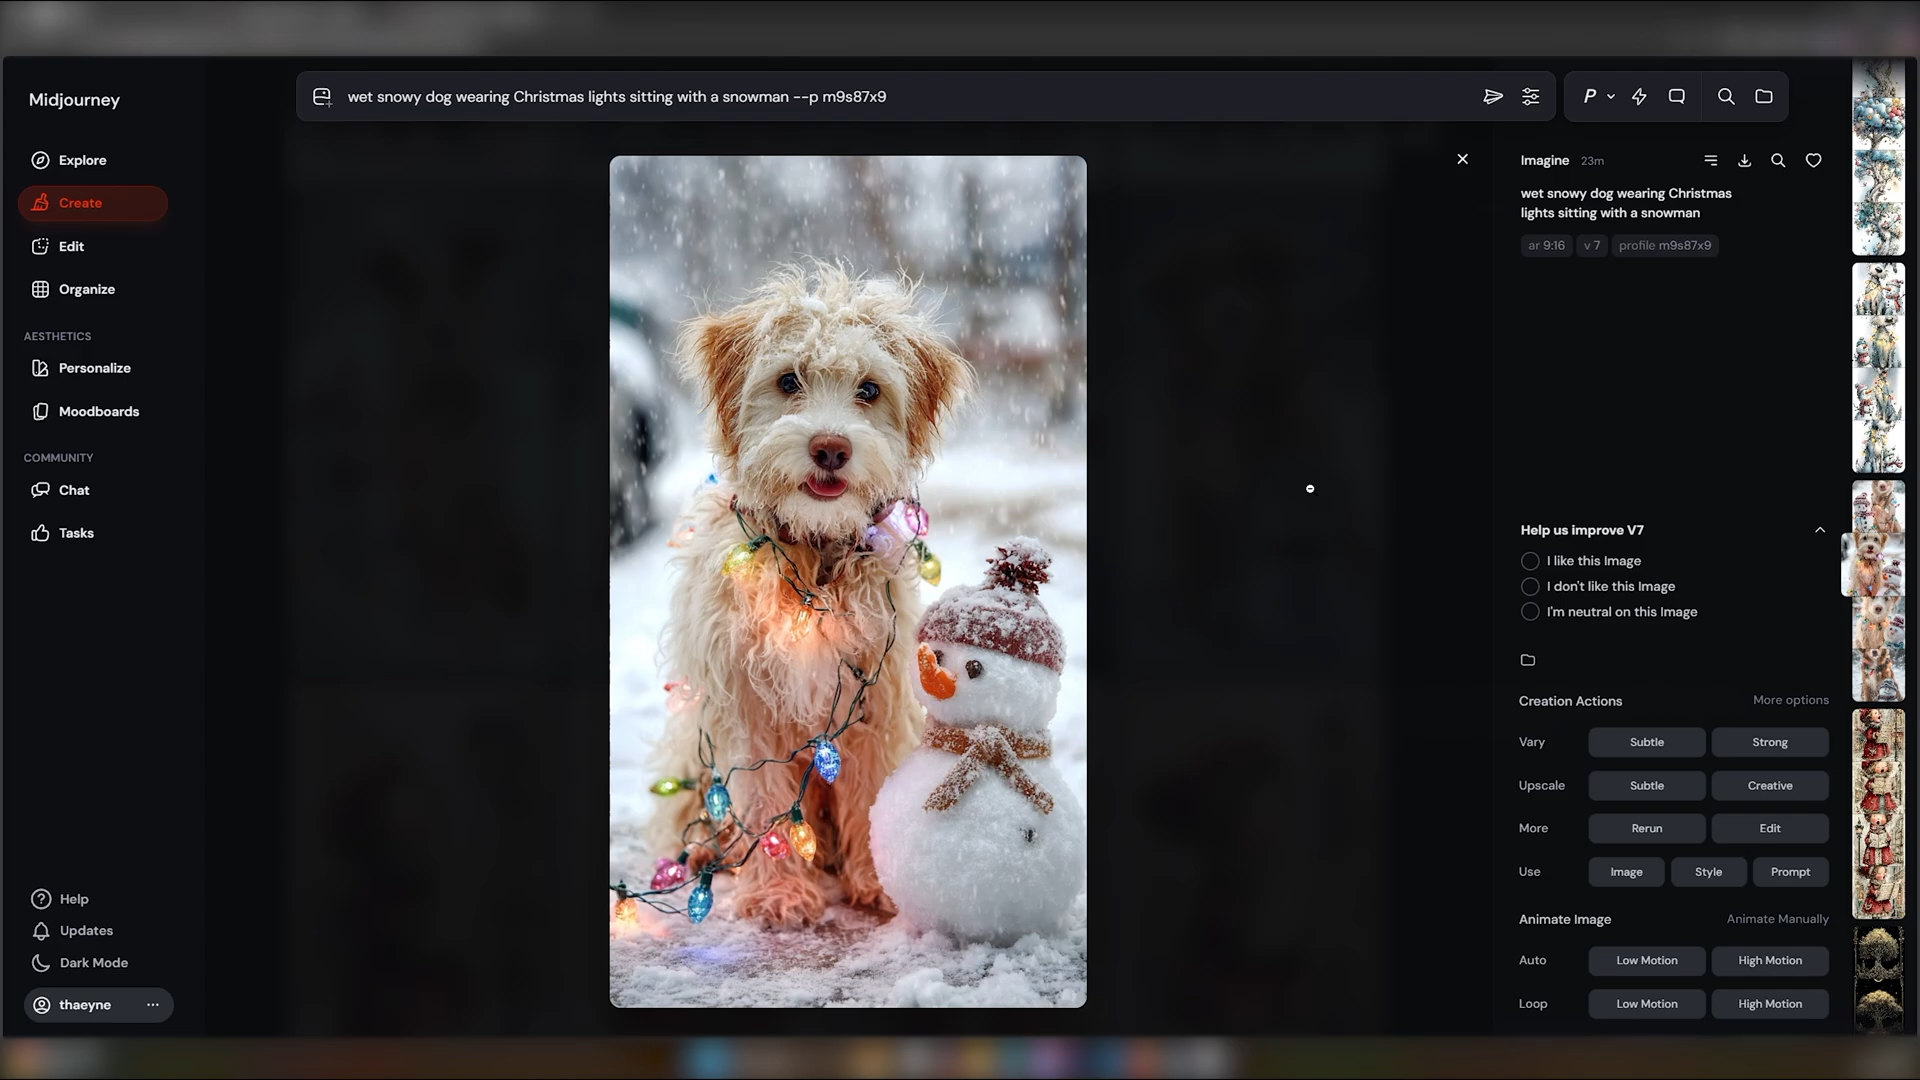 Midjourney
wet snowy dog wearing Christmas lights sitting with a snowman --p m9s87x9
P
Explore
Create
Edit
Organize
AESTHETICS
Personalize
Moodboards
COMMUNITY
Chat
Tasks
Help
Updates
Dark Mode
thaeyne
Imagine 23m
wet snowy dog wearing Christmas
lights sitting with a snowman
ar 9:16 v 7 profile m9s87x9
Help us improve V7
I like this Image
I don't like this Image
I'm neutral on this Image
Creation Actions More options
Vary Subtle Strong
Upscale Subtle Creative
More Rerun Edit
Use Image Style Prompt
Animate Image Animate Manually
Auto Low Motion High Motion
Loop Low Motion High Motion